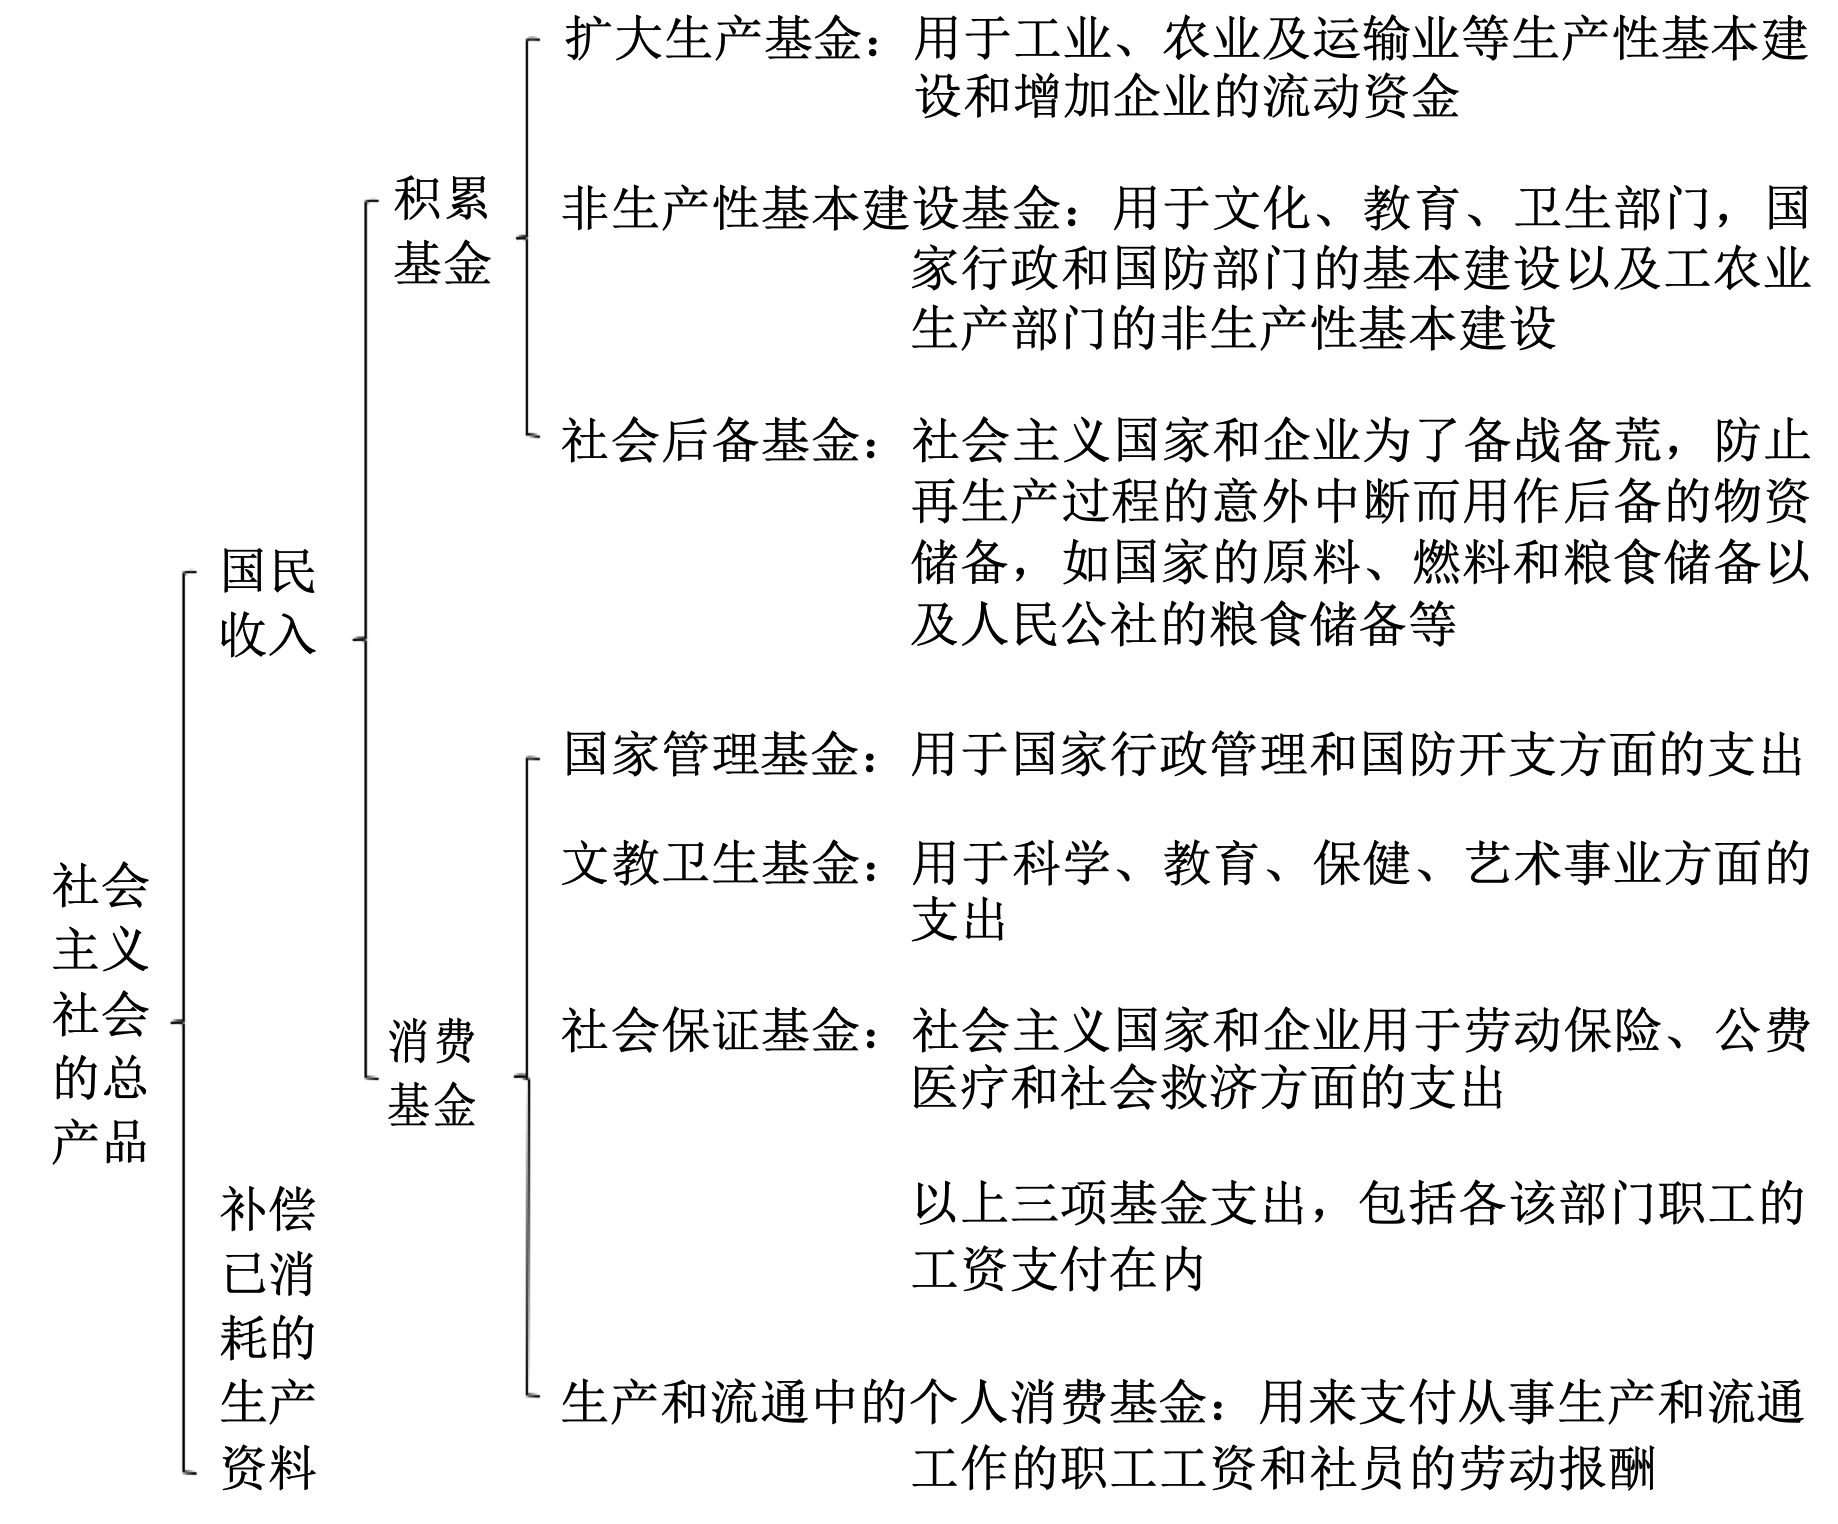 社会
主义
社会
的总
产品
国民
收入
积累
基金
扩大生产基金：用于工业、农业及运输业等生产性基本建
设和增加企业的流动资金
非生产性基本建设基金：用于文化、教育、卫生部门，国
家行政和国防部门的基本建设以及工农业
生产部门的非生产性基本建设
社会后备基金：社会主义国家和企业为了备战备荒，防止
再生产过程的意外中断而用作后备的物资
储备，如国家的原料、燃料和粮食储备以
及人民公社的粮食储备等
消费
基金
国家管理基金：用于国家行政管理和国防开支方面的支出
文教卫生基金：用于科学、教育、保健、艺术事业方面的
支出
社会保证基金：社会主义国家和企业用于劳动保险、公费
医疗和社会救济方面的支出
以上三项基金支出，包括各该部门职工的
工资支付在内
生产和流通中的个人消费基金：用来支付从事生产和流通
工作的职工工资和社员的劳动报酬
补偿
已消
耗的
生产
资料